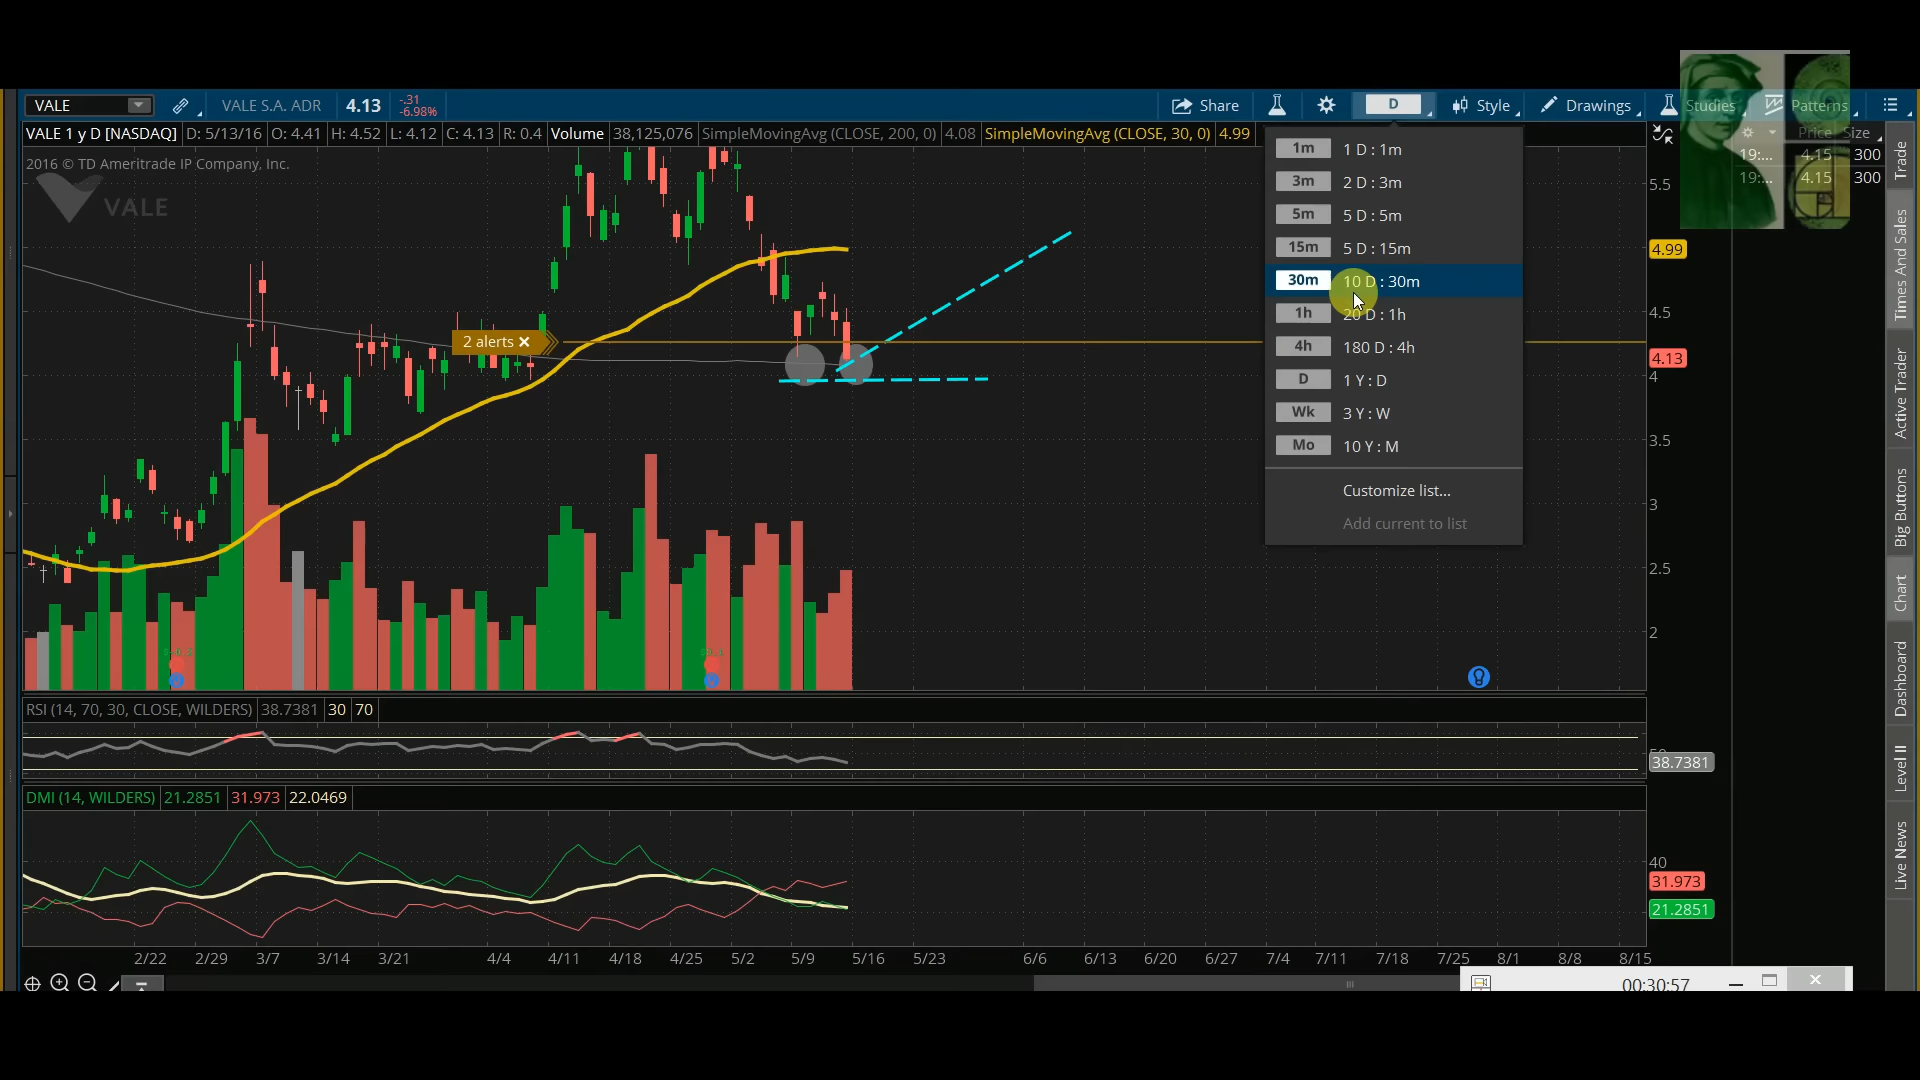 VALE VALE S.A. ADR 4.13 -.31 -6.98% Share D Style Drawings Studies Patterns
VALE 1 y D [NASDAQ] D: 5/13/16 O: 4.41 H: 4.52 L: 4.12 C: 4.13 R: 0.4 Volume 38,125,076 SimpleMovingAvg (CLOSE, 200, 0) 4.08 SimpleMovingAvg (CLOSE, 30, 0) 4.99
Price Size
19:... 4.15 300
19:... 4.15 300
2016 © TD Ameritrade IP Company, Inc.
VALE
2 alerts
1m 1 D : 1m
3m 2 D : 3m
5m 5 D : 5m
15m 5 D : 15m
30m 10 D : 30m
1h 20 D : 1h
4h 180 D : 4h
D 1 Y : D
Wk 3 Y : W
Mo 10 Y : M
Customize list...
Add current to list
5.5
4.99
4.5
4.13
4
3.5
3
2.5
2
RSI (14, 70, 30, CLOSE, WILDERS) 38.7381 30 70
38.7381
DMI (14, WILDERS) 21.2851 31.973 22.0469
40
31.973
21.2851
2/22 2/29 3/7 3/14 3/21 4/4 4/11 4/18 4/25 5/2 5/9 5/16 5/23 6/6 6/13 6/20 6/27 7/4 7/11 7/18 7/25 8/1 8/8 8/15
00:30:57
Trade
Times And Sales
Active Trader
Big Buttons
Chart
Dashboard
Level II
Live News